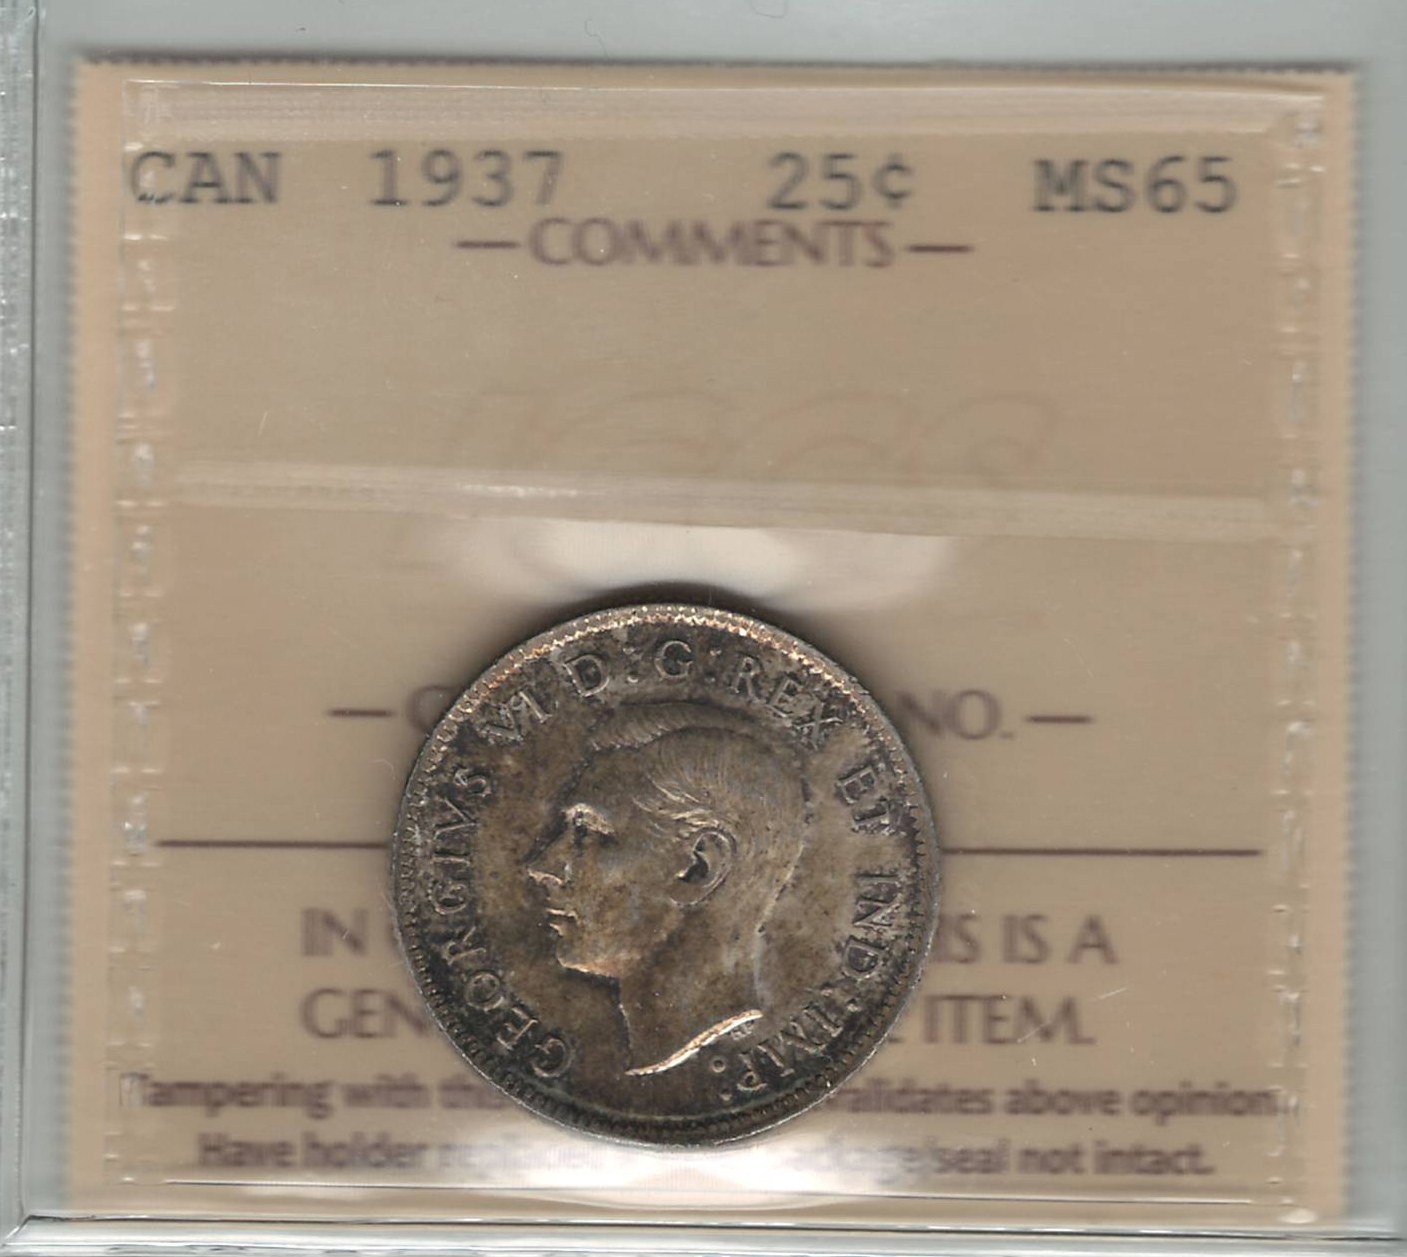 CAN 1937 25¢ MS65
— COMMENTS —
GEORGIVS VI D:G:REX ET IND:IMP:
NO. —
IN IS IS A
ITEM.
Tampering with alidates above opinion
Have holder seal not intact.